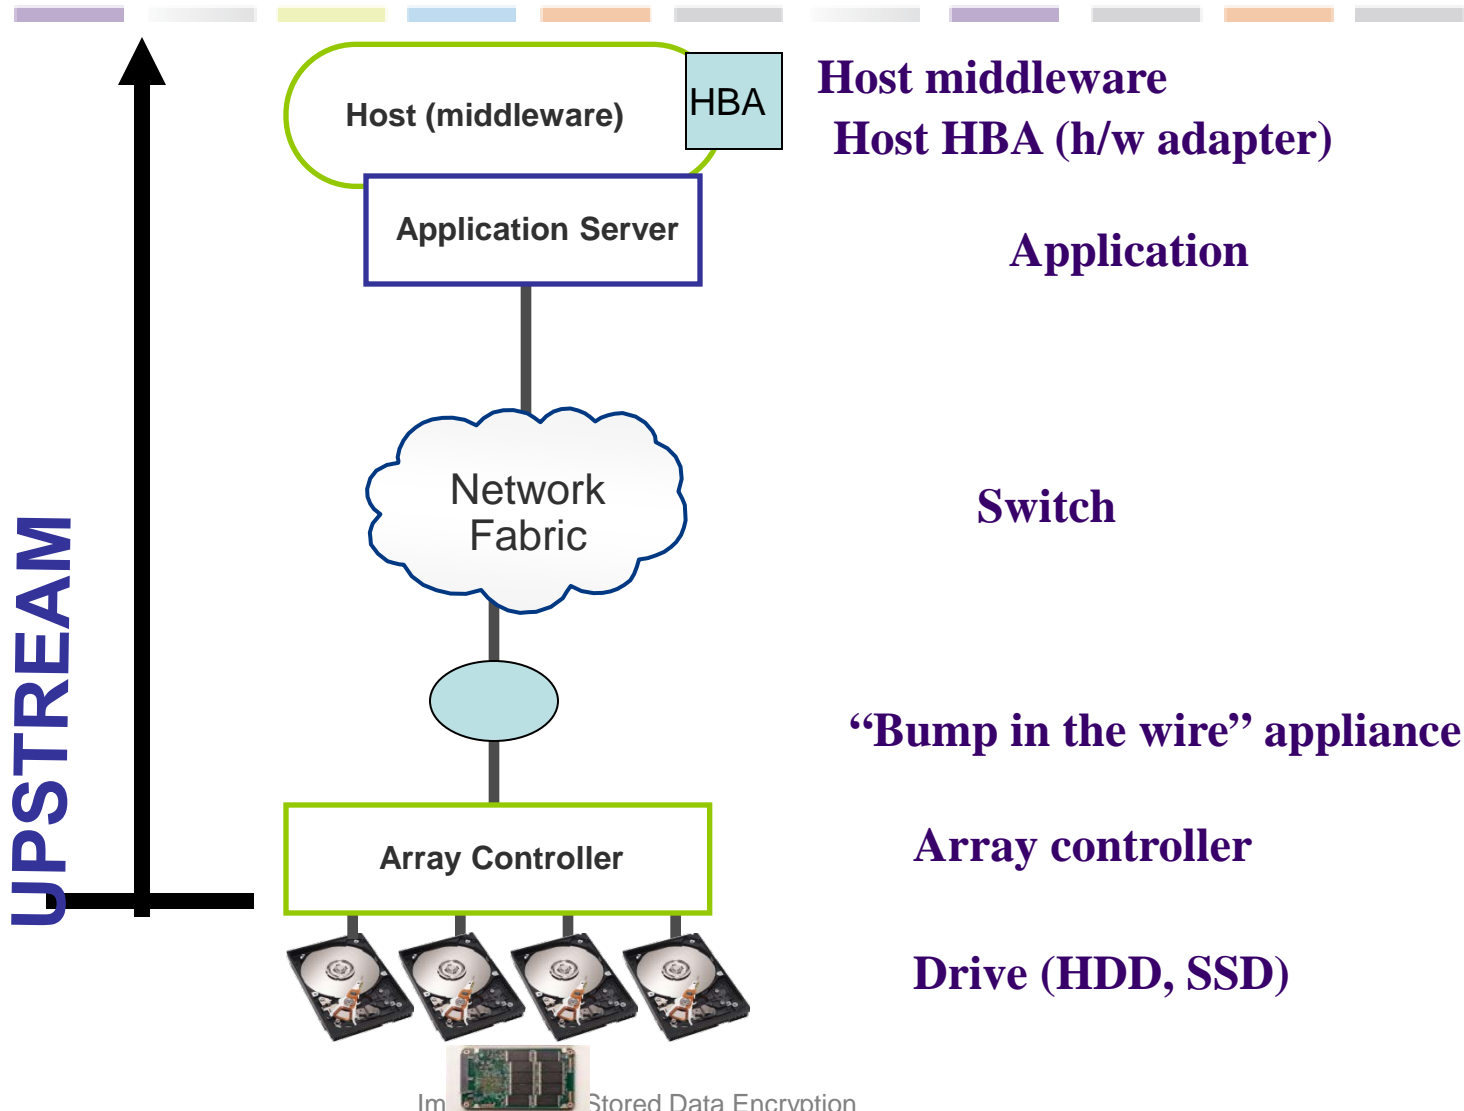 Host (middleware)
HBA
Host middleware
Host HBA (h/w adapter)
Application Server
Application
Network
Fabric
Switch
UPSTREAM
“Bump in the wire” appliance
Array Controller
Array controller
Drive (HDD, SSD)
Stored Data Encryption